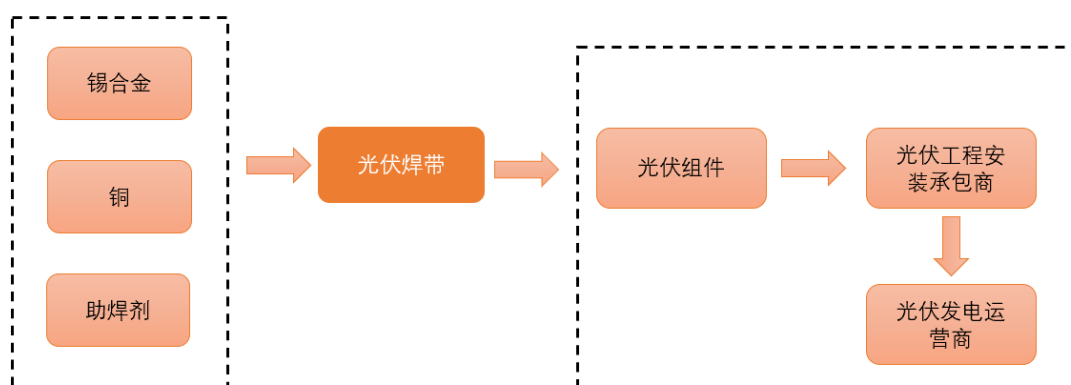 锡合金
铜
助焊剂
光伏焊带
光伏组件
光伏工程安
装承包商
光伏发电运
营商